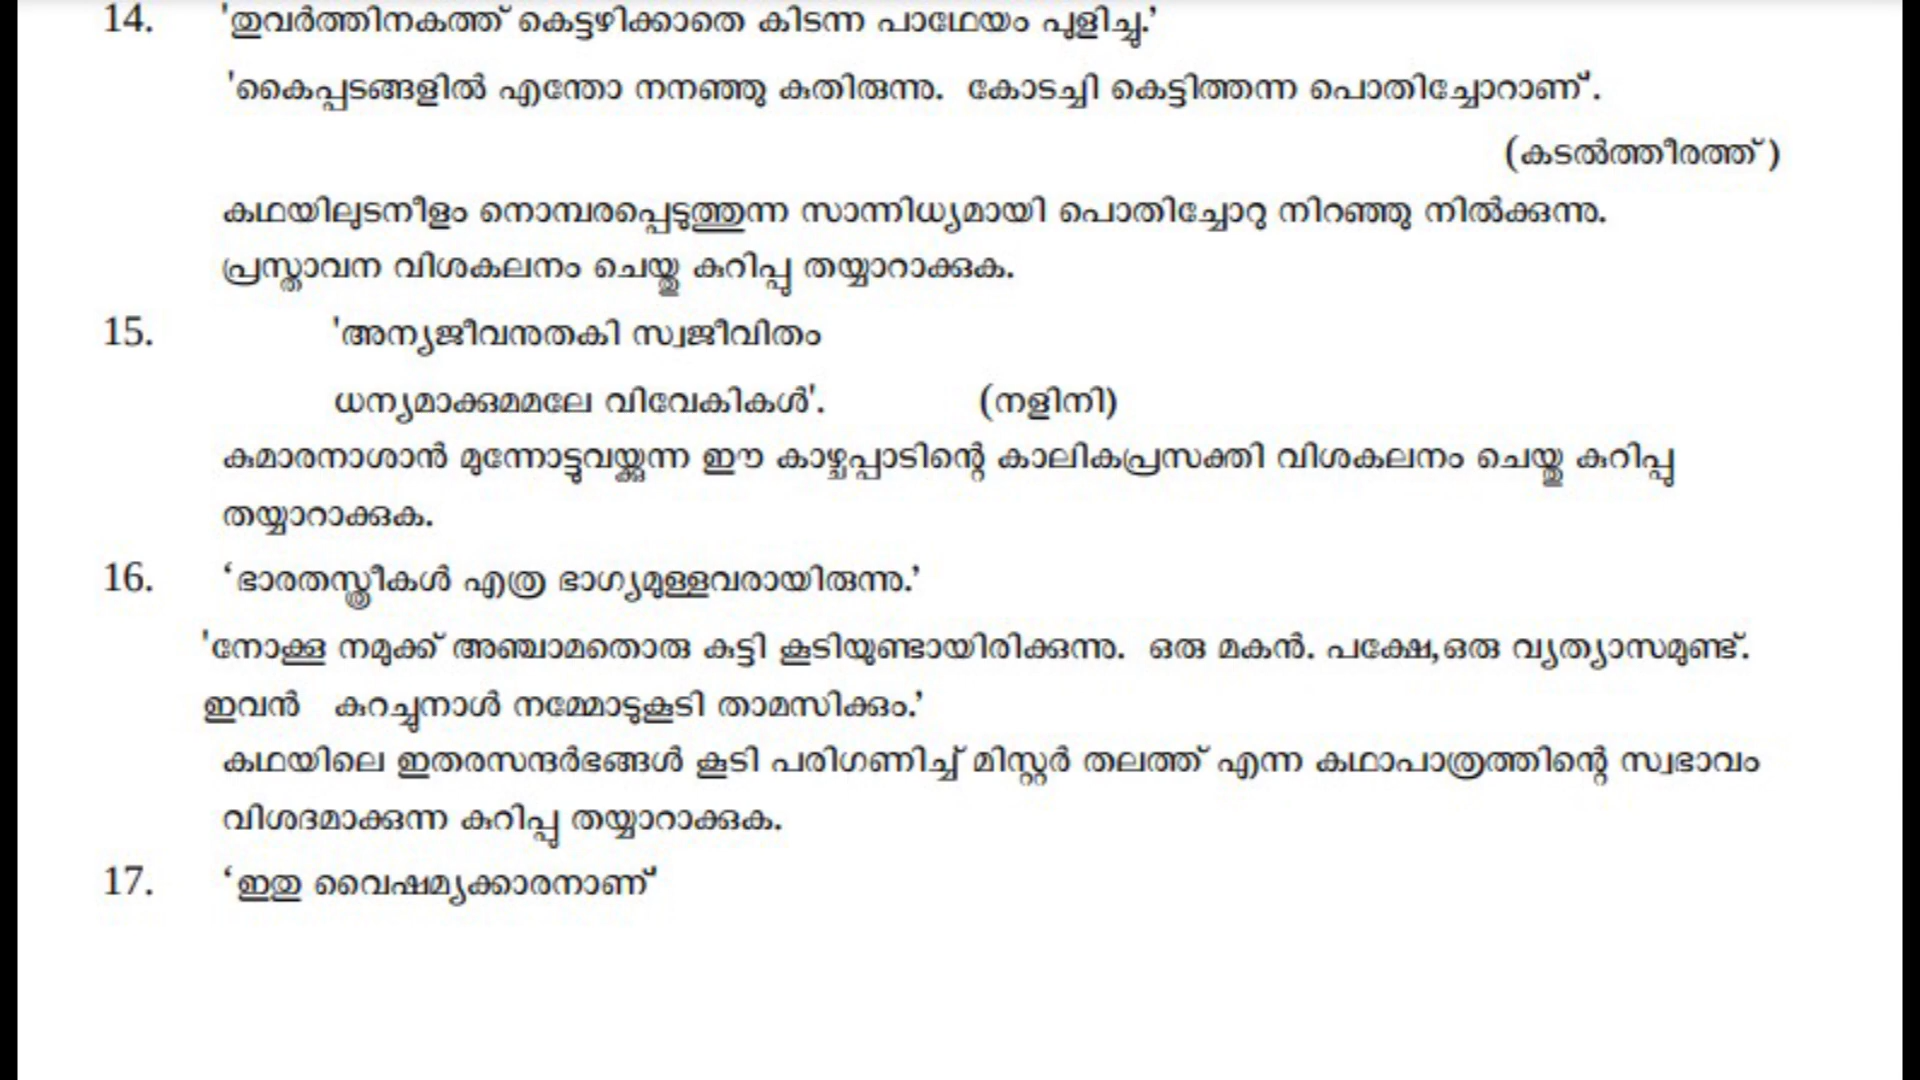 14. 'തുവർത്തിനകത്ത് കെട്ടഴിക്കാതെ കിടന്ന പാഥേയം പുളിച്ചു.’
'കൈപ്പടങ്ങളിൽ എന്തോ നനഞ്ഞു കുതിരുന്നു. കോടച്ചി കെട്ടിത്തന്ന പൊതിച്ചോറാണ്'.
(കടൽത്തീരത്ത് )
കഥയിലുടനീളം നൊമ്പരപ്പെടുത്തുന്ന സാന്നിധ്യമായി പൊതിച്ചോറു നിറഞ്ഞു നിൽക്കുന്നു.
പ്രസ്താവന വിശകലനം ചെയ്തു കുറിപ്പു തയ്യാറാക്കുക.
15. 'അന്യജീവനുതകി സ്വജീവിതം
ധന്യമാക്കുമമലേ വിവേകികൾ'. (നളിനി)
കുമാരനാശാൻ മുന്നോട്ടുവയ്ക്കുന്ന ഈ കാഴ്ചപ്പാടിന്റെ കാലികപ്രസക്തി വിശകലനം ചെയ്തു കുറിപ്പു
തയ്യാറാക്കുക.
16. ‘ഭാരതസ്ത്രീകൾ എത്ര ഭാഗ്യമുള്ളവരായിരുന്നു.’
'നോക്കൂ നമുക്ക് അഞ്ചാമതൊരു കുട്ടി കൂടിയുണ്ടായിരിക്കുന്നു. ഒരു മകൻ. പക്ഷേ,ഒരു വ്യത്യാസമുണ്ട്.
ഇവൻ കുറച്ചുനാൾ നമ്മോടുകൂടി താമസിക്കും.’
കഥയിലെ ഇതരസന്ദർഭങ്ങൾ കൂടി പരിഗണിച്ച് മിസ്റ്റർ തലത്ത് എന്ന കഥാപാത്രത്തിന്റെ സ്വഭാവം
വിശദമാക്കുന്ന കുറിപ്പു തയ്യാറാക്കുക.
17. ‘ഇതു വൈഷമ്യക്കാരനാണ്'